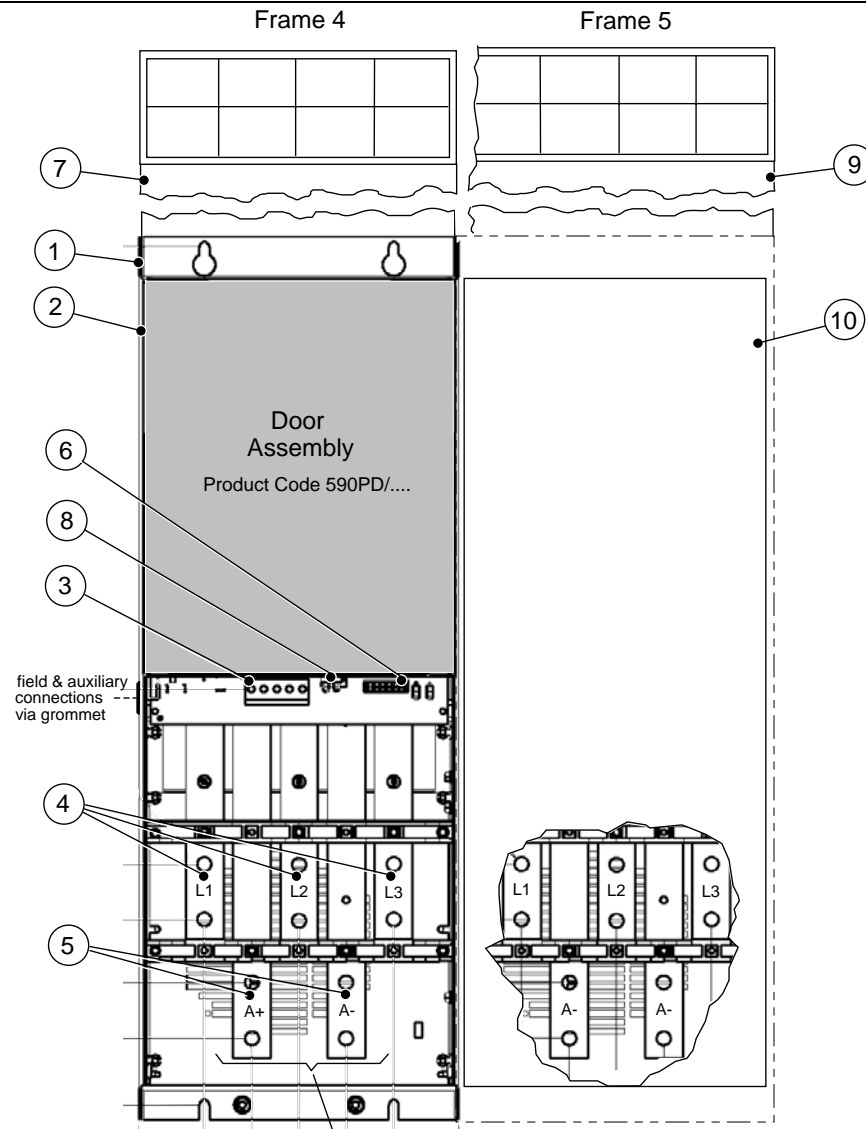 Frame 4
Frame 5
7
9
1
2
10
Door
Assembly
Product Code 590PD/....
6
8
3
field & auxiliary
connections
via grommet
4
L1
L2
L3
L1
L2
L3
5
A+
A-
A-
A-